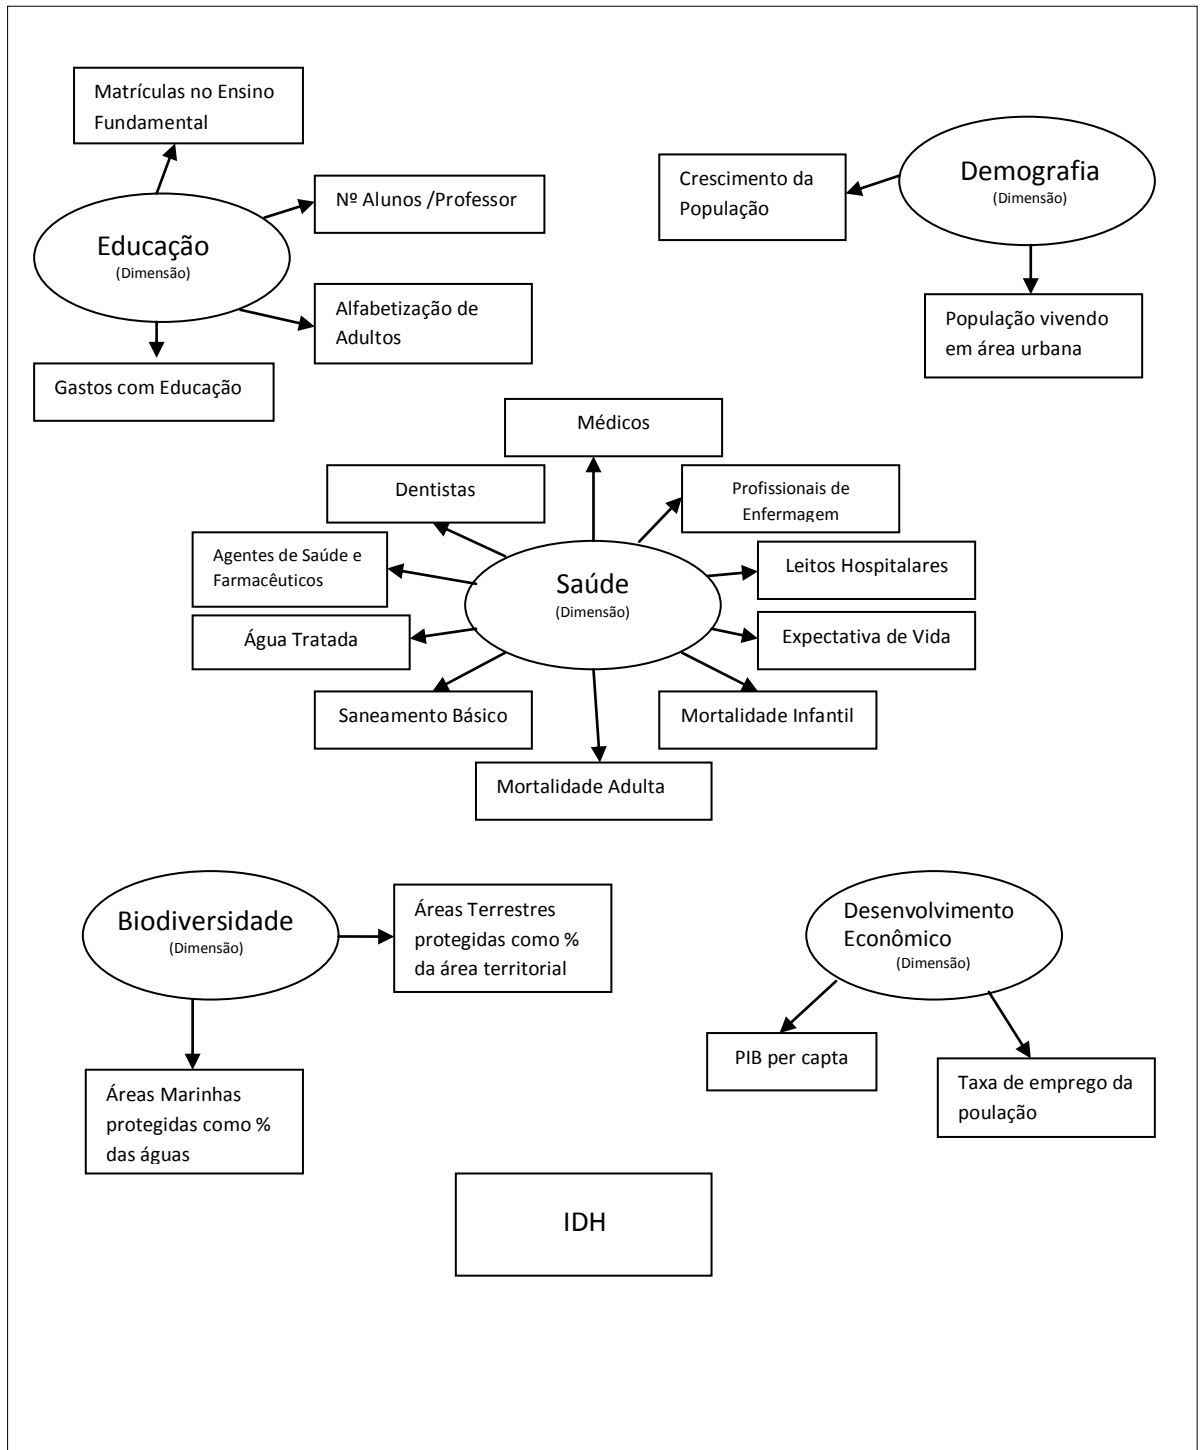 Matrículas no Ensino
Fundamental
Nº Alunos /Professor
Educação
(Dimensão)
Alfabetização de
Adultos
Gastos com Educação
Crescimento da
População
Demografia
(Dimensão)
População vivendo
em área urbana
Médicos
Dentistas
Profissionais de
Enfermagem
Agentes de Saúde e
Farmacêuticos
Saúde
(Dimensão)
Leitos Hospitalares
Água Tratada
Expectativa de Vida
Saneamento Básico
Mortalidade Infantil
Mortalidade Adulta
Biodiversidade
(Dimensão)
Áreas Terrestres
protegidas como %
da área territorial
Áreas Marinhas
protegidas como %
das águas
Desenvolvimento
Econômico
(Dimensão)
PIB per capta
Taxa de emprego da
poulação
IDH